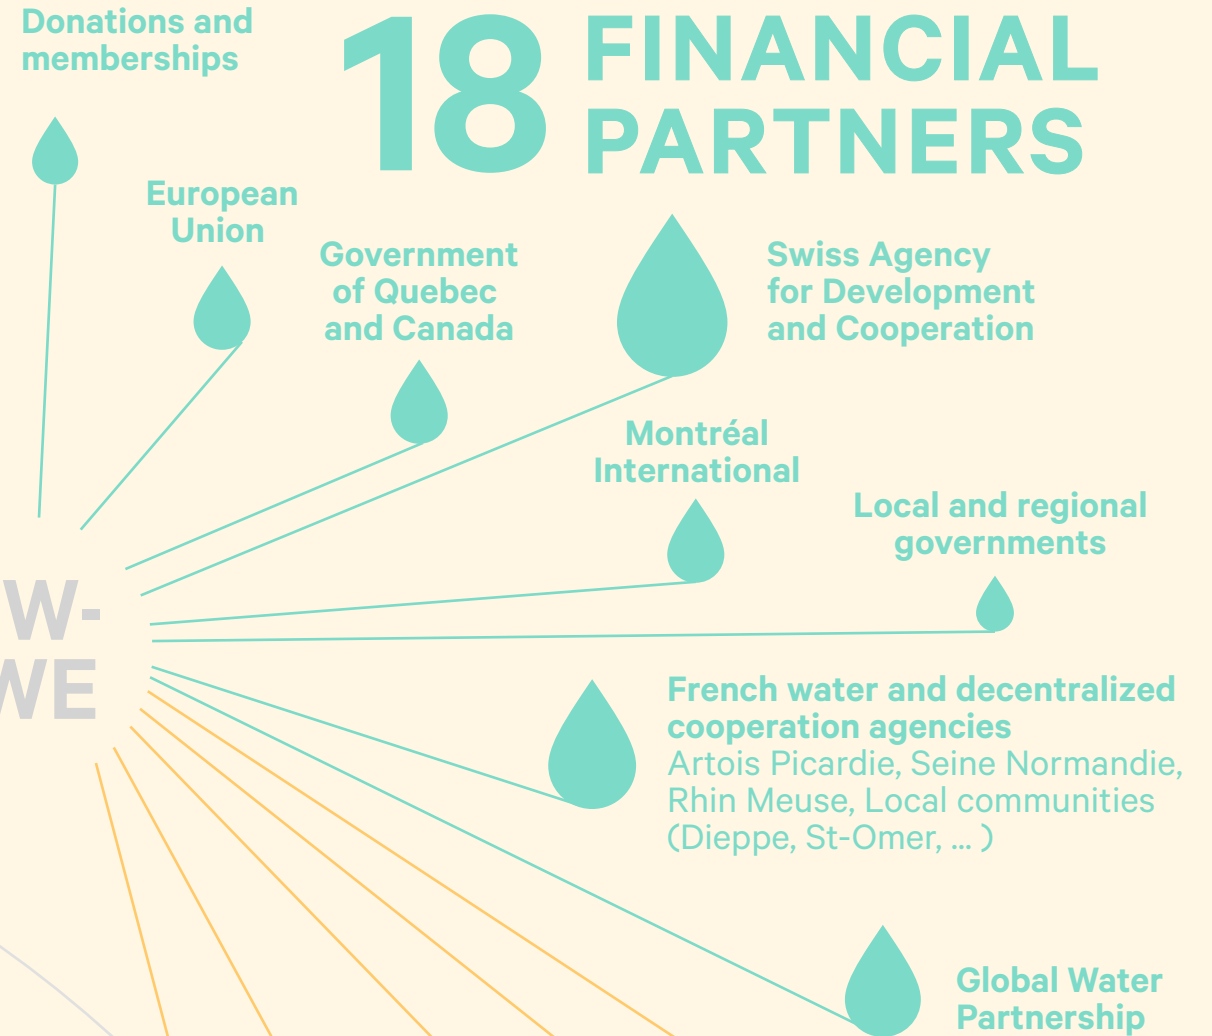 Donations and
memberships
18 FINANCIAL
PARTNERS
European
Union
Government
of Quebec
and Canada
Swiss Agency
for Development
and Cooperation
Montréal
International
Local and regional
governments
W-
WE
French water and decentralized
cooperation agencies
Artois Picardie, Seine Normandie,
Rhin Meuse, Local communities
(Dieppe, St-Omer, ... )
Global Water
Partnership